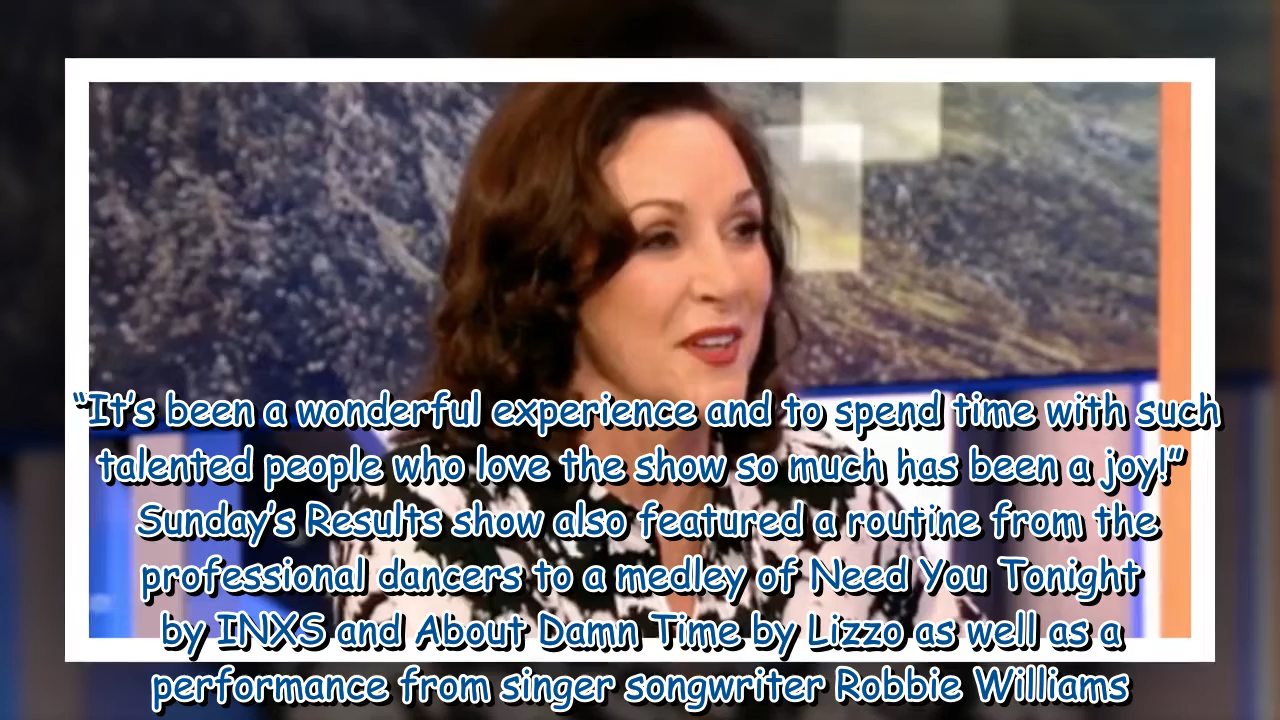 “It’s been a wonderful experience and to spend time with such
talented people who love the show so much has been a joy!”
Sunday’s Results show also featured a routine from the
professional dancers to a medley of Need You Tonight
by INXS and About Damn Time by Lizzo as well as a
performance from singer songwriter Robbie Williams